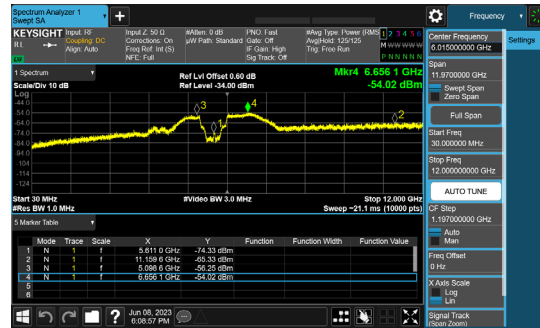 Spectrum Analyzer 1
Swept SA
Frequency
KEYSIGHT
Input: RF
Coupling: DC
Align: Auto
Input Z: 50 Ω
Corrections: On
Freq Ref: Int (S)
NFE: Full
#Atten: 0 dB
µW Path: Standard
PNO: Fast
Gate: Off
IF Gain: High
Sig Track: Off
#Avg Type: Power (RMS)
Avg|Hold: 125/125
Trig: Free Run
1 2 3 4 5 6
M W W W W W
P N N N N N
1 Spectrum
Scale/Div 10 dB
Ref Lvl Offset 0.60 dB
Ref Level -34.00 dBm
Mkr4 6.656 1 GHz
-54.02 dBm
Log
-44.0
-54.0
-64.0
-74.0
-84.0
-94.0
-104
-114
-124
3
1
4
2
Start 30 MHz
#Res BW 1.0 MHz
#Video BW 3.0 MHz
Stop 12.000 GHz
Sweep ~21.1 ms (10000 pts)
5 Marker Table
Mode Trace Scale X Y Function Function Width Function Value
1 N 1 f 5.611 0 GHz -74.33 dBm
2 N 1 f 11.159 6 GHz -65.33 dBm
3 N 1 f 5.098 6 GHz -56.25 dBm
4 N 1 f 6.656 1 GHz -54.02 dBm
5
6
Jun 08, 2023
6:08:57 PM
Center Frequency
6.015000000 GHz
Settings
Span
11.9700000 GHz
Swept Span
Zero Span
Full Span
Start Freq
30.000000 MHz
Stop Freq
12.000000000 GHz
AUTO TUNE
CF Step
1.197000000 GHz
Auto
Man
Freq Offset
0 Hz
X Axis Scale
Log
Lin
Signal Track
(Span Zoom)